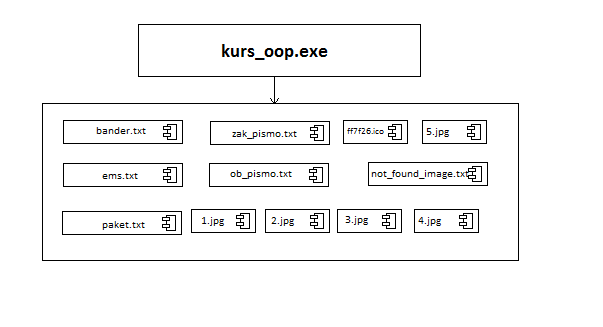 kurs_oop.exe
bander.txt
zak_pismo.txt
ff7f26.ico
5.jpg
ems.txt
ob_pismo.txt
not_found_image.txt
paket.txt
1.jpg
2.jpg
3.jpg
4.jpg